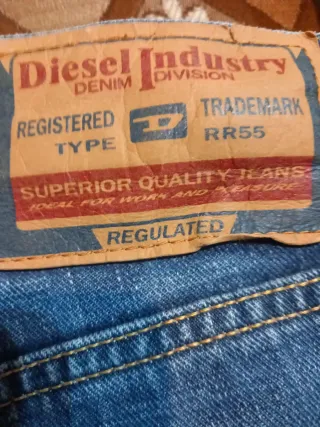 Diesel Industry
DENIM DIVISION
REGISTERED TYPE
D
TRADEMARK RR55
SUPERIOR QUALITY JEANS
IDEAL FOR WORK AND PLEASURE
REGULATED